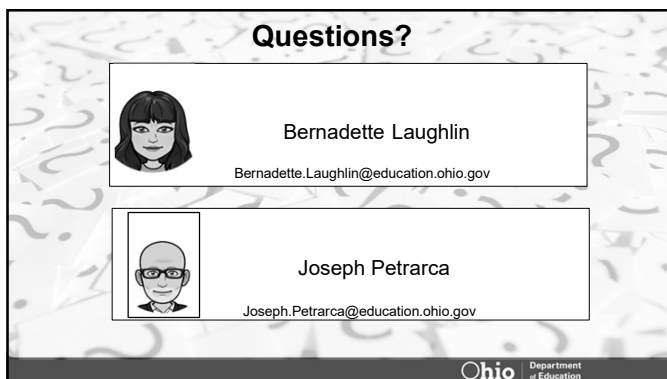 Questions?
Bernadette Laughlin
Bernadette.Laughlin@education.ohio.gov
Joseph Petrarca
Joseph.Petrarca@education.ohio.gov
Ohio Department
of Education